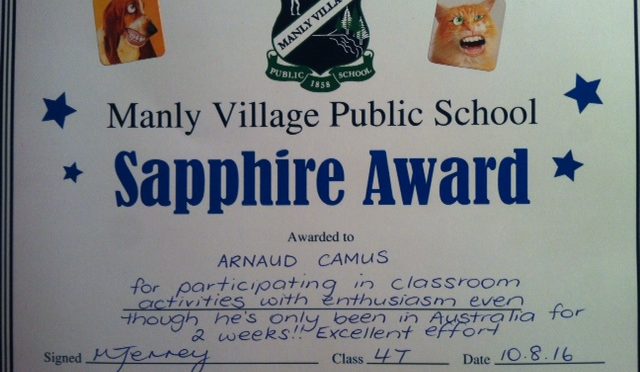 MANLY VILLA
PUBLIC SCHOOL
1858
Manly Village Public School
Sapphire Award
Awarded to
ARNAUD CAMUS
for participating in classroom
activities with enthusiasm even
though he's only been in Australia for
2 weeks!! Excellent effort
Signed MJerrey Class 4T Date 10.8.16